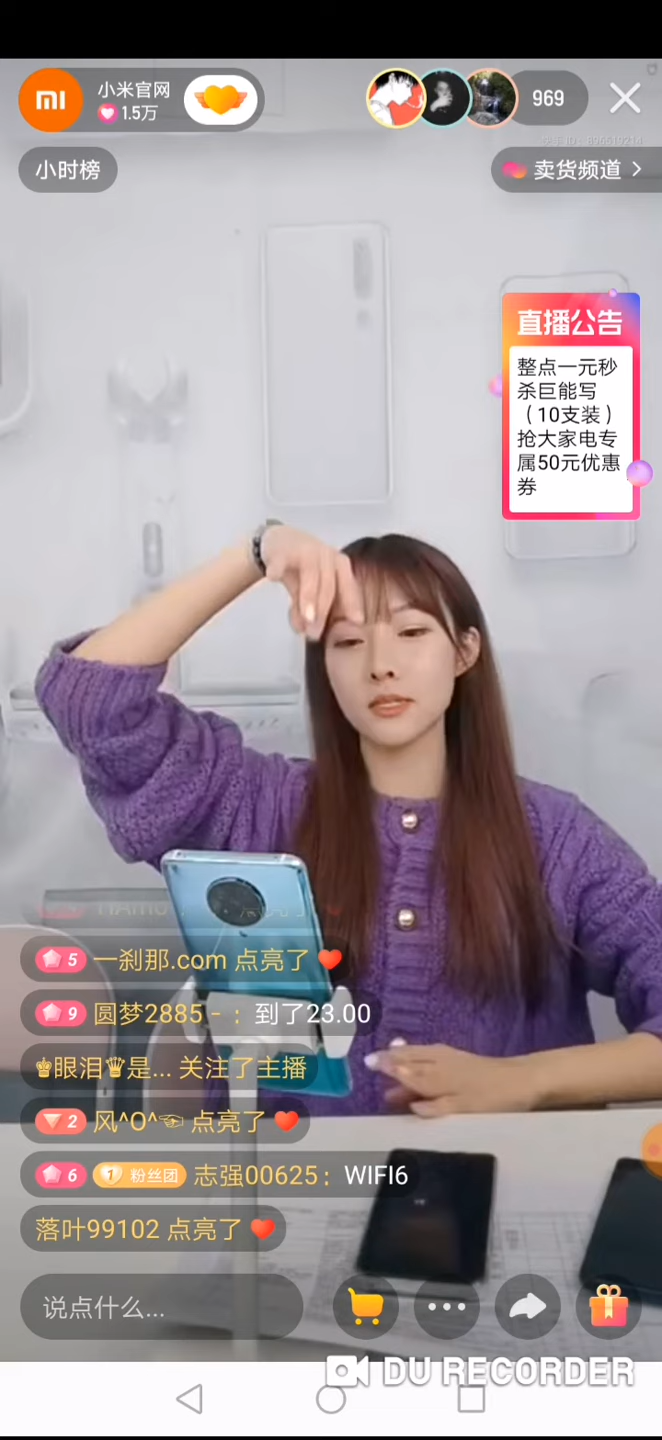 mi
小米官网
1.5万
969
小时榜
卖货频道 >
直播公告
整点一元秒
杀巨能写
（10支装）
抢大家电专
属50元优惠
券
5 一刹那.com 点亮了
9 圆梦2885-：到了23.00
♚眼泪♛是... 关注了主播
2 风^O^☜ 点亮了
6 1 粉丝团 志强00625：WIFI6
落叶99102 点亮了
说点什么...
DU RECORDER